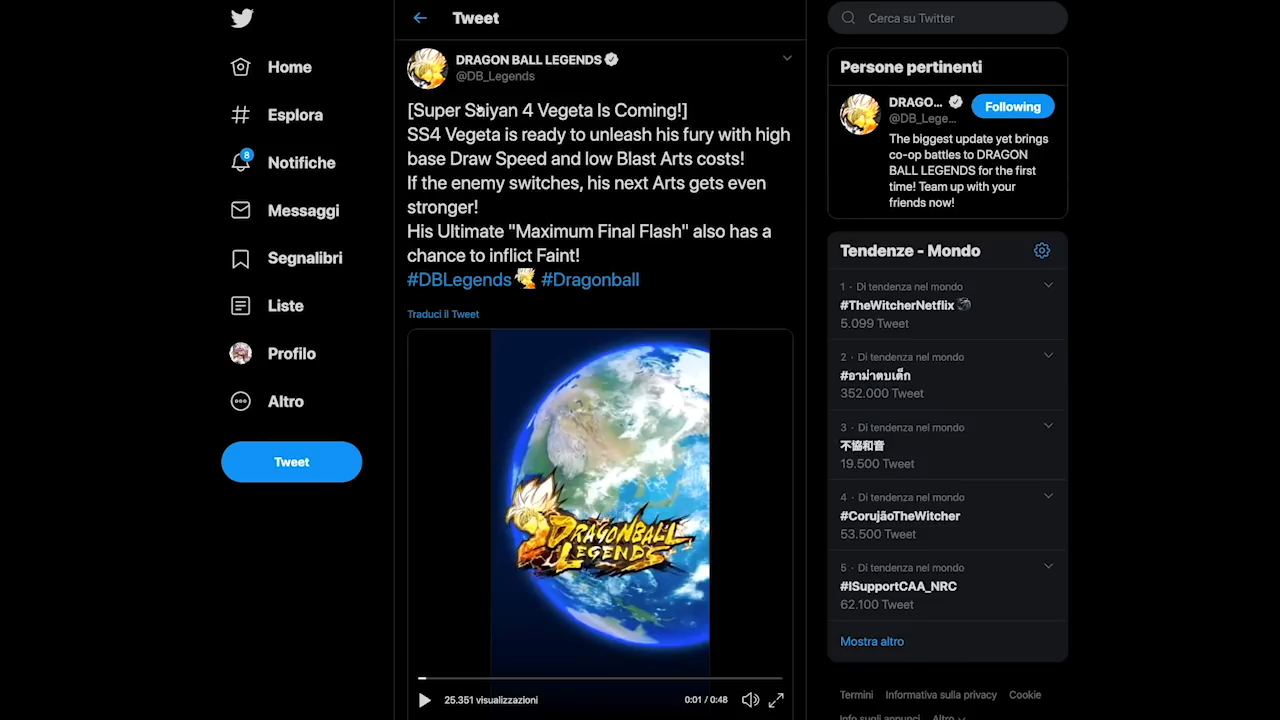 Home
Esplora
8
Notifiche
Messaggi
Segnalibri
Liste
Profilo
Altro
Tweet
Tweet
DRAGON BALL LEGENDS
@DB_Legends
[Super Saiyan 4 Vegeta Is Coming!]
SS4 Vegeta is ready to unleash his fury with high
base Draw Speed and low Blast Arts costs!
If the enemy switches, his next Arts gets even
stronger!
His Ultimate "Maximum Final Flash" also has a
chance to inflict Faint!
#DBLegends #Dragonball
Traduci il Tweet
DRAGONBALL
LEGENDS
25.351 visualizzazioni
0:01 / 0:48
Cerca su Twitter
Persone pertinenti
DRAGO...
@DB_Lege...
Following
The biggest update yet brings
co-op battles to DRAGON
BALL LEGENDS for the first
time! Team up with your
friends now!
Tendenze - Mondo
1 · Di tendenza nel mondo
#TheWitcherNetflix
5.099 Tweet
2 · Di tendenza nel mondo
#อาม่าตบเด็ก
352.000 Tweet
3 · Di tendenza nel mondo
不協和音
19.500 Tweet
4 · Di tendenza nel mondo
#CorujãoTheWitcher
53.500 Tweet
5 · Di tendenza nel mondo
#ISupportCAA_NRC
62.100 Tweet
Mostra altro
Termini Informativa sulla privacy Cookie
Info sugli annunci Altro